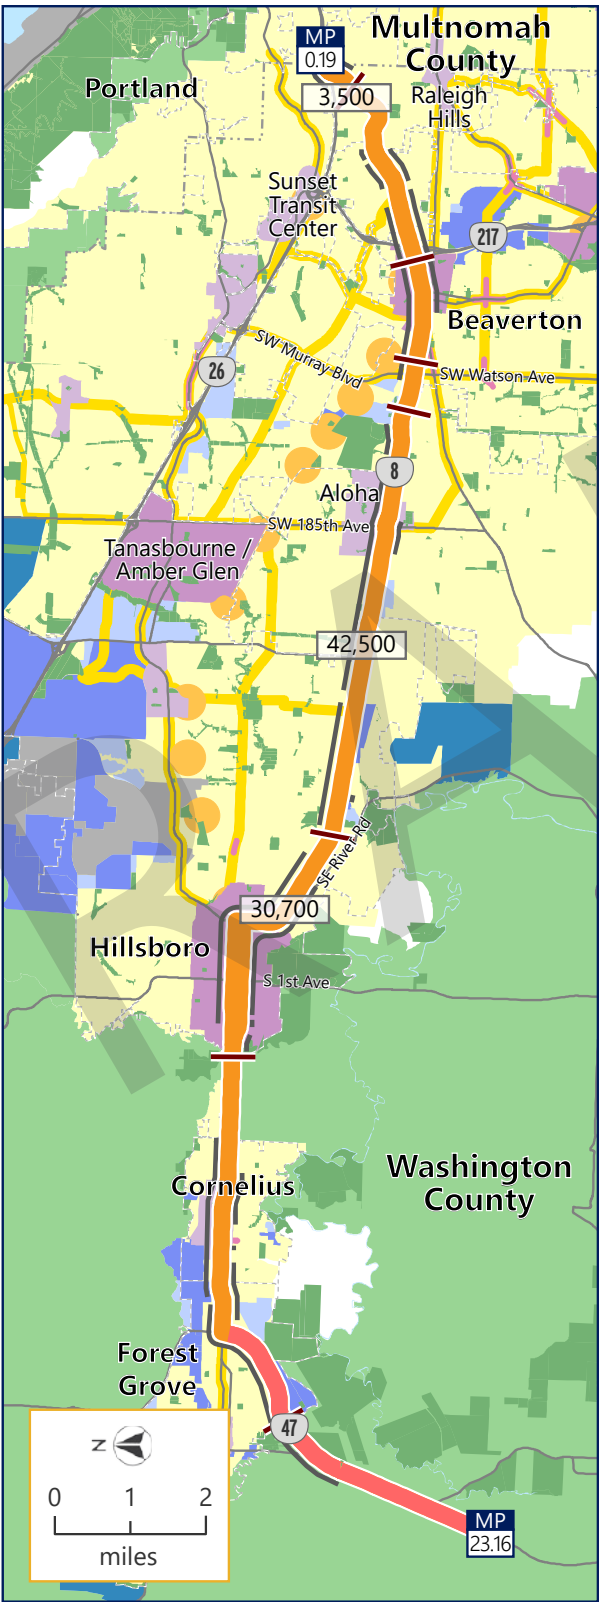 Multnomah
County
MP
0.19
Portland
3,500
Raleigh
Hills
Sunset
Transit
Center
217
Beaverton
SW Murray Blvd
26
SW Watson Ave
8
Aloha
SW 185th Ave
Tanasbourne /
Amber Glen
42,500
SE River Rd
30,700
Hillsboro
S 1st Ave
Washington
County
Cornelius
Forest
Grove
47
N
0 1 2
miles
MP
23.16